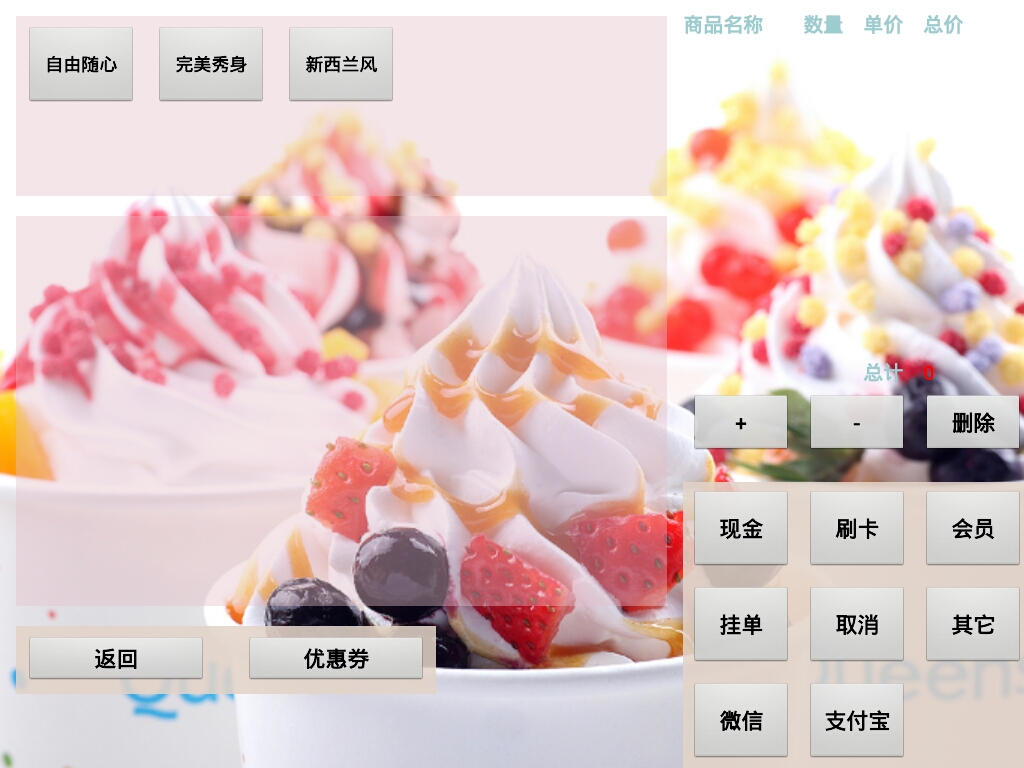 自由随心 完美秀身 新西兰风
商品名称 数量 单价 总价
总计
+ - 删除
现金 刷卡 会员
挂单 取消 其它
微信 支付宝
返回 优惠券
Queens